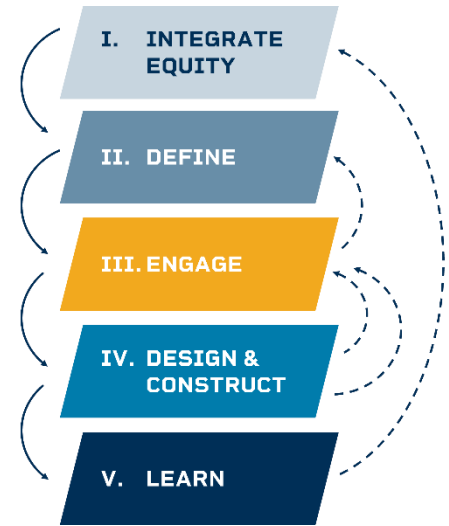 I. INTEGRATE
EQUITY
II. DEFINE
III. ENGAGE
IV. DESIGN &
CONSTRUCT
V. LEARN